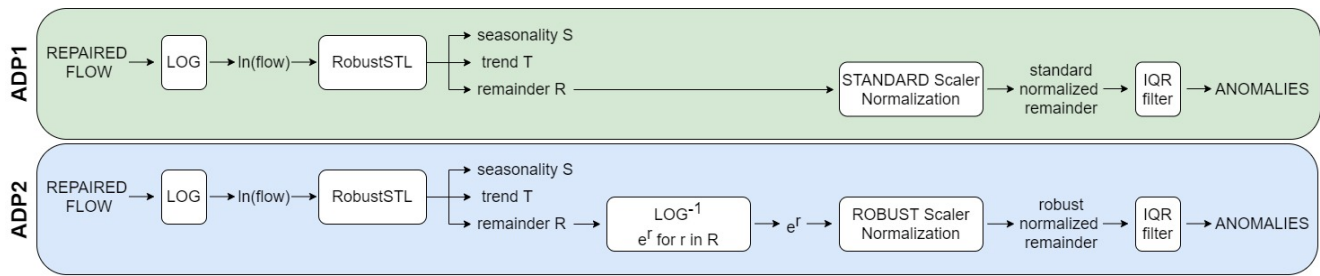 ADP1
REPAIRED
FLOW
LOG
ln(flow)
RobustSTL
seasonality S
trend T
remainder R
STANDARD Scaler
Normalization
standard
normalized
remainder
IQR
filter
ANOMALIES
ADP2
REPAIRED
FLOW
LOG
ln(flow)
RobustSTL
seasonality S
trend T
remainder R
LOG⁻¹
eʳ for r in R
eʳ
ROBUST Scaler
Normalization
robust
normalized
remainder
IQR
filter
ANOMALIES